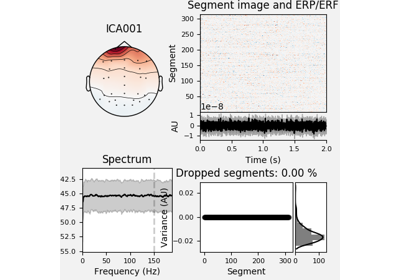 Segment image and ERP/ERF
ICA001
300
250
200
150
100
50
Segment
1e−8
1
0
−1
AU
0.0 0.5 1.0 1.5 2.0
Time (s)
Spectrum
42.5
45.0
47.5
50.0
52.5
55.0
0 50 100 150
Frequency (Hz)
Dropped segments: 0.00 %
Variance (AU)
0.02
0.00
−0.02
0 100 200 300
Segment
0 100